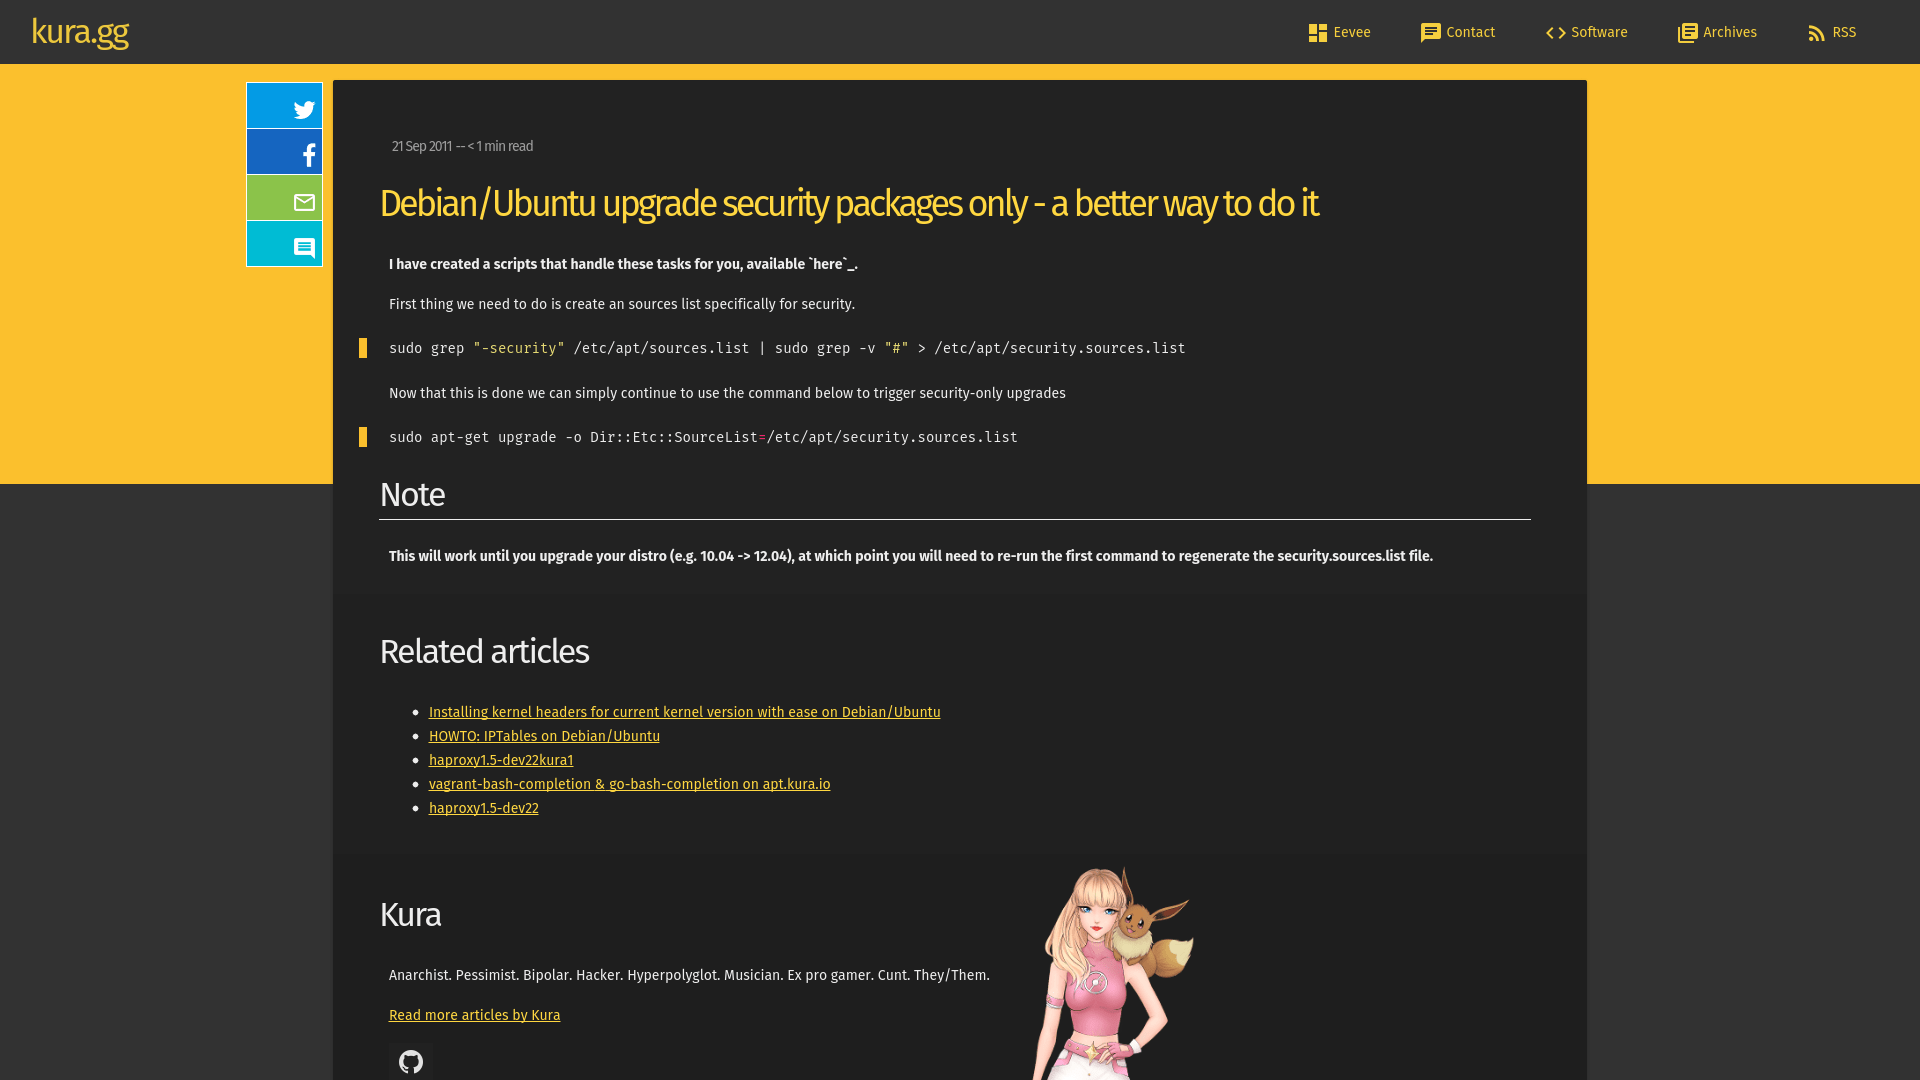 kura.gg
Eevee
Contact
Software
Archives
RSS
21 Sep 2011 -- < 1 min read
Debian/Ubuntu upgrade security packages only - a better way to do it
I have created a scripts that handle these tasks for you, available `here`_.
First thing we need to do is create an sources list specifically for security.
sudo grep "-security" /etc/apt/sources.list | sudo grep -v "#" > /etc/apt/security.sources.list
Now that this is done we can simply continue to use the command below to trigger security-only upgrades
sudo apt-get upgrade -o Dir::Etc::SourceList=/etc/apt/security.sources.list
Note
This will work until you upgrade your distro (e.g. 10.04 -> 12.04), at which point you will need to re-run the first command to regenerate the security.sources.list file.
Related articles
Installing kernel headers for current kernel version with ease on Debian/Ubuntu
HOWTO: IPTables on Debian/Ubuntu
haproxy1.5-dev22kura1
vagrant-bash-completion & go-bash-completion on apt.kura.io
haproxy1.5-dev22
Kura
Anarchist. Pessimist. Bipolar. Hacker. Hyperpolyglot. Musician. Ex pro gamer. Cunt. They/Them.
Read more articles by Kura